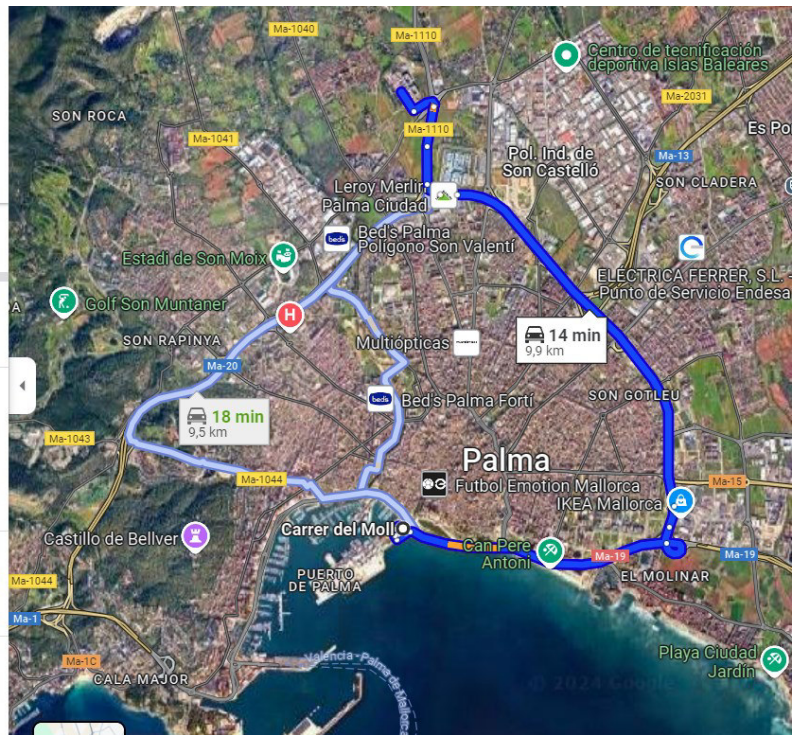 Ma-1040
Ma-1110
Centro de tecnificación
deportiva Islas Baleares
Ma-2031
SON ROCA
Ma-1110
Ma-1041
Es Po
Pol. Ind. de
Son Castelló
Ma-13
SON CLADERA
Leroy Merlin
Palma Ciudad
bed's
Bed's Palma
Polígono Son Valentí
Estadi de Son Moix
ELÉCTRICA FERRER, S.L. -
Punto de Servicio Endesa
Golf Son Muntaner
H
SON RAPINYA
Multiópticas
14 min
9,9 km
Ma-20
SON GOTLEU
bed's
Bed's Palma Fortí
18 min
9,5 km
Ma-1043
Palma
Ma-1044
Futbol Emotion Mallorca
Ma-15
IKEA Mallorca
Carrer del Moll
Castillo de Bellver
Can Pere
Antoni
Ma-19
Ma-19
PUERTO
DE PALMA
EL MOLINAR
Ma-1044
Ma-1
Valencia - Palma de Mallorca
Playa Ciudad
Jardín
Ma-1C
CALA MAJOR
© 2024 Google